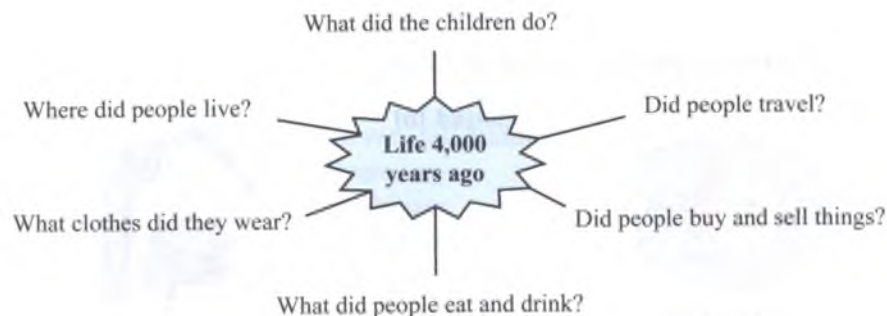 What did the children do?
Where did people live?
Did people travel?
Life 4,000
years ago
What clothes did they wear?
Did people buy and sell things?
What did people eat and drink?